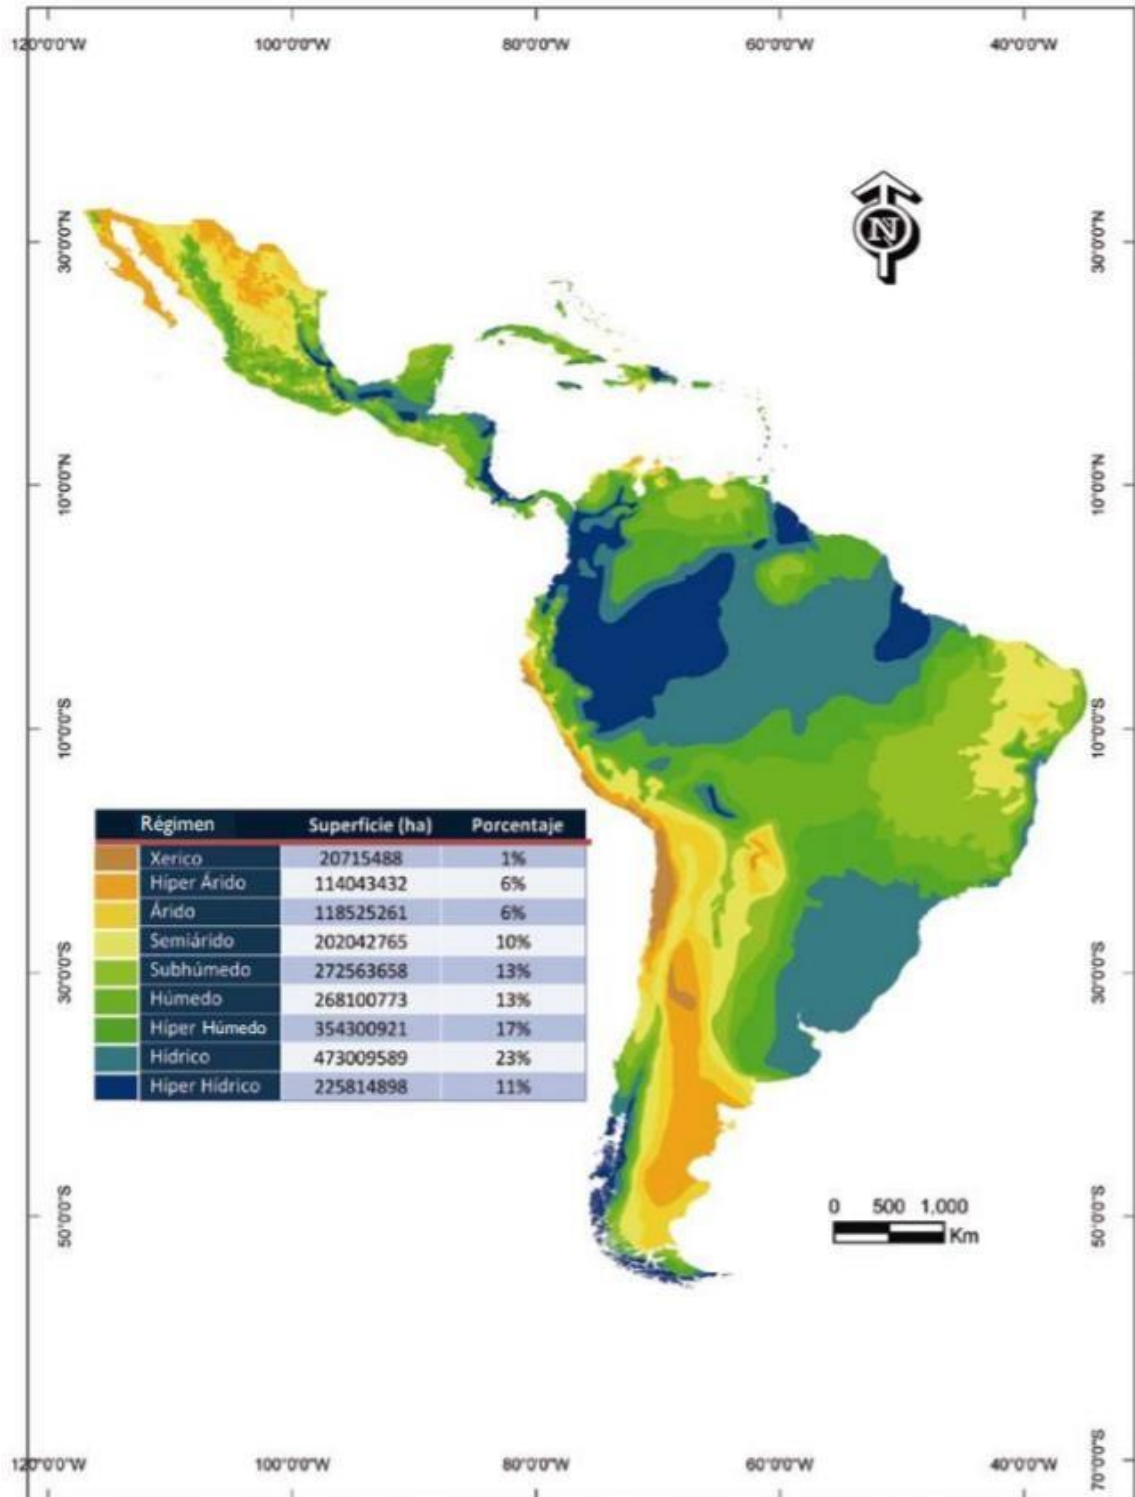 120°0'0"W 100°0'0"W 80°0'0"W 60°0'0"W 40°0'0"W
N
30°0'0"N 30°0'0"N
10°0'0"N 10°0'0"N
10°0'0"S 10°0'0"S
Régimen Superficie (ha) Porcentaje
Xerico 20715488 1%
Híper Árido 114043432 6%
Árido 118525261 6%
Semiárido 202042765 10%
Subhúmedo 272563658 13%
Húmedo 268100773 13%
Híper Húmedo 354300921 17%
Hídrico 473009589 23%
Híper Hídrico 225814898 11%
30°0'0"S 30°0'0"S
0 500 1,000
Km
50°0'0"S 50°0'0"S
70°0'0"S
120°0'0"W 100°0'0"W 80°0'0"W 60°0'0"W 40°0'0"W